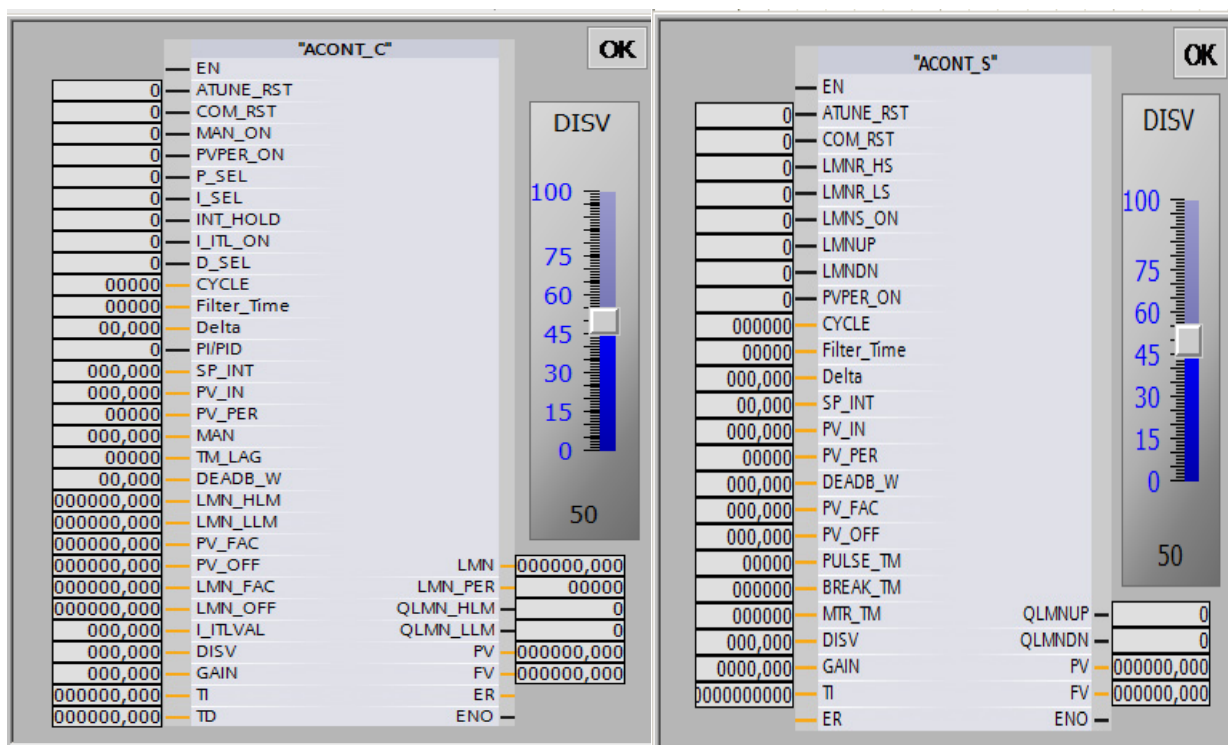 "ACONT_C"
OK
EN
0 ATUNE_RST
0 COM_RST
0 MAN_ON
0 PVPER_ON
0 P_SEL
0 I_SEL
0 INT_HOLD
0 I_ITL_ON
0 D_SEL
00000 CYCLE
00000 Filter_Time
00,000 Delta
0 PI/PID
000,000 SP_INT
000,000 PV_IN
00000 PV_PER
000,000 MAN
00000 TM_LAG
00,000 DEADB_W
000000,000 LMN_HLM
000000,000 LMN_LLM
000000,000 PV_FAC
000000,000 PV_OFF LMN 000000,000
000000,000 LMN_FAC LMN_PER 00000
000000,000 LMN_OFF QLMN_HLM 0
000,000 I_ITLVAL QLMN_LLM 0
000,000 DISV PV 000000,000
000,000 GAIN FV 000000,000
000000,000 TI ER
000000,000 TD ENO
DISV
100
75
60
45
30
15
0
50
"ACONT_S"
OK
EN
0 ATUNE_RST
0 COM_RST
0 LMNR_HS
0 LMNR_LS
0 LMNS_ON
0 LMNUP
0 LMNDN
0 PVPER_ON
000000 CYCLE
00000 Filter_Time
000,000 Delta
00,000 SP_INT
000,000 PV_IN
00000 PV_PER
000,000 DEADB_W
000,000 PV_FAC
000,000 PV_OFF
00000 PULSE_TM
000000 BREAK_TM
000000 MTR_TM QLMNUP 0
000,000 DISV QLMNDN 0
0000,000 GAIN PV 000000,000
0000000000 TI FV 000000,000
ER ENO
DISV
100
75
60
45
30
15
0
50